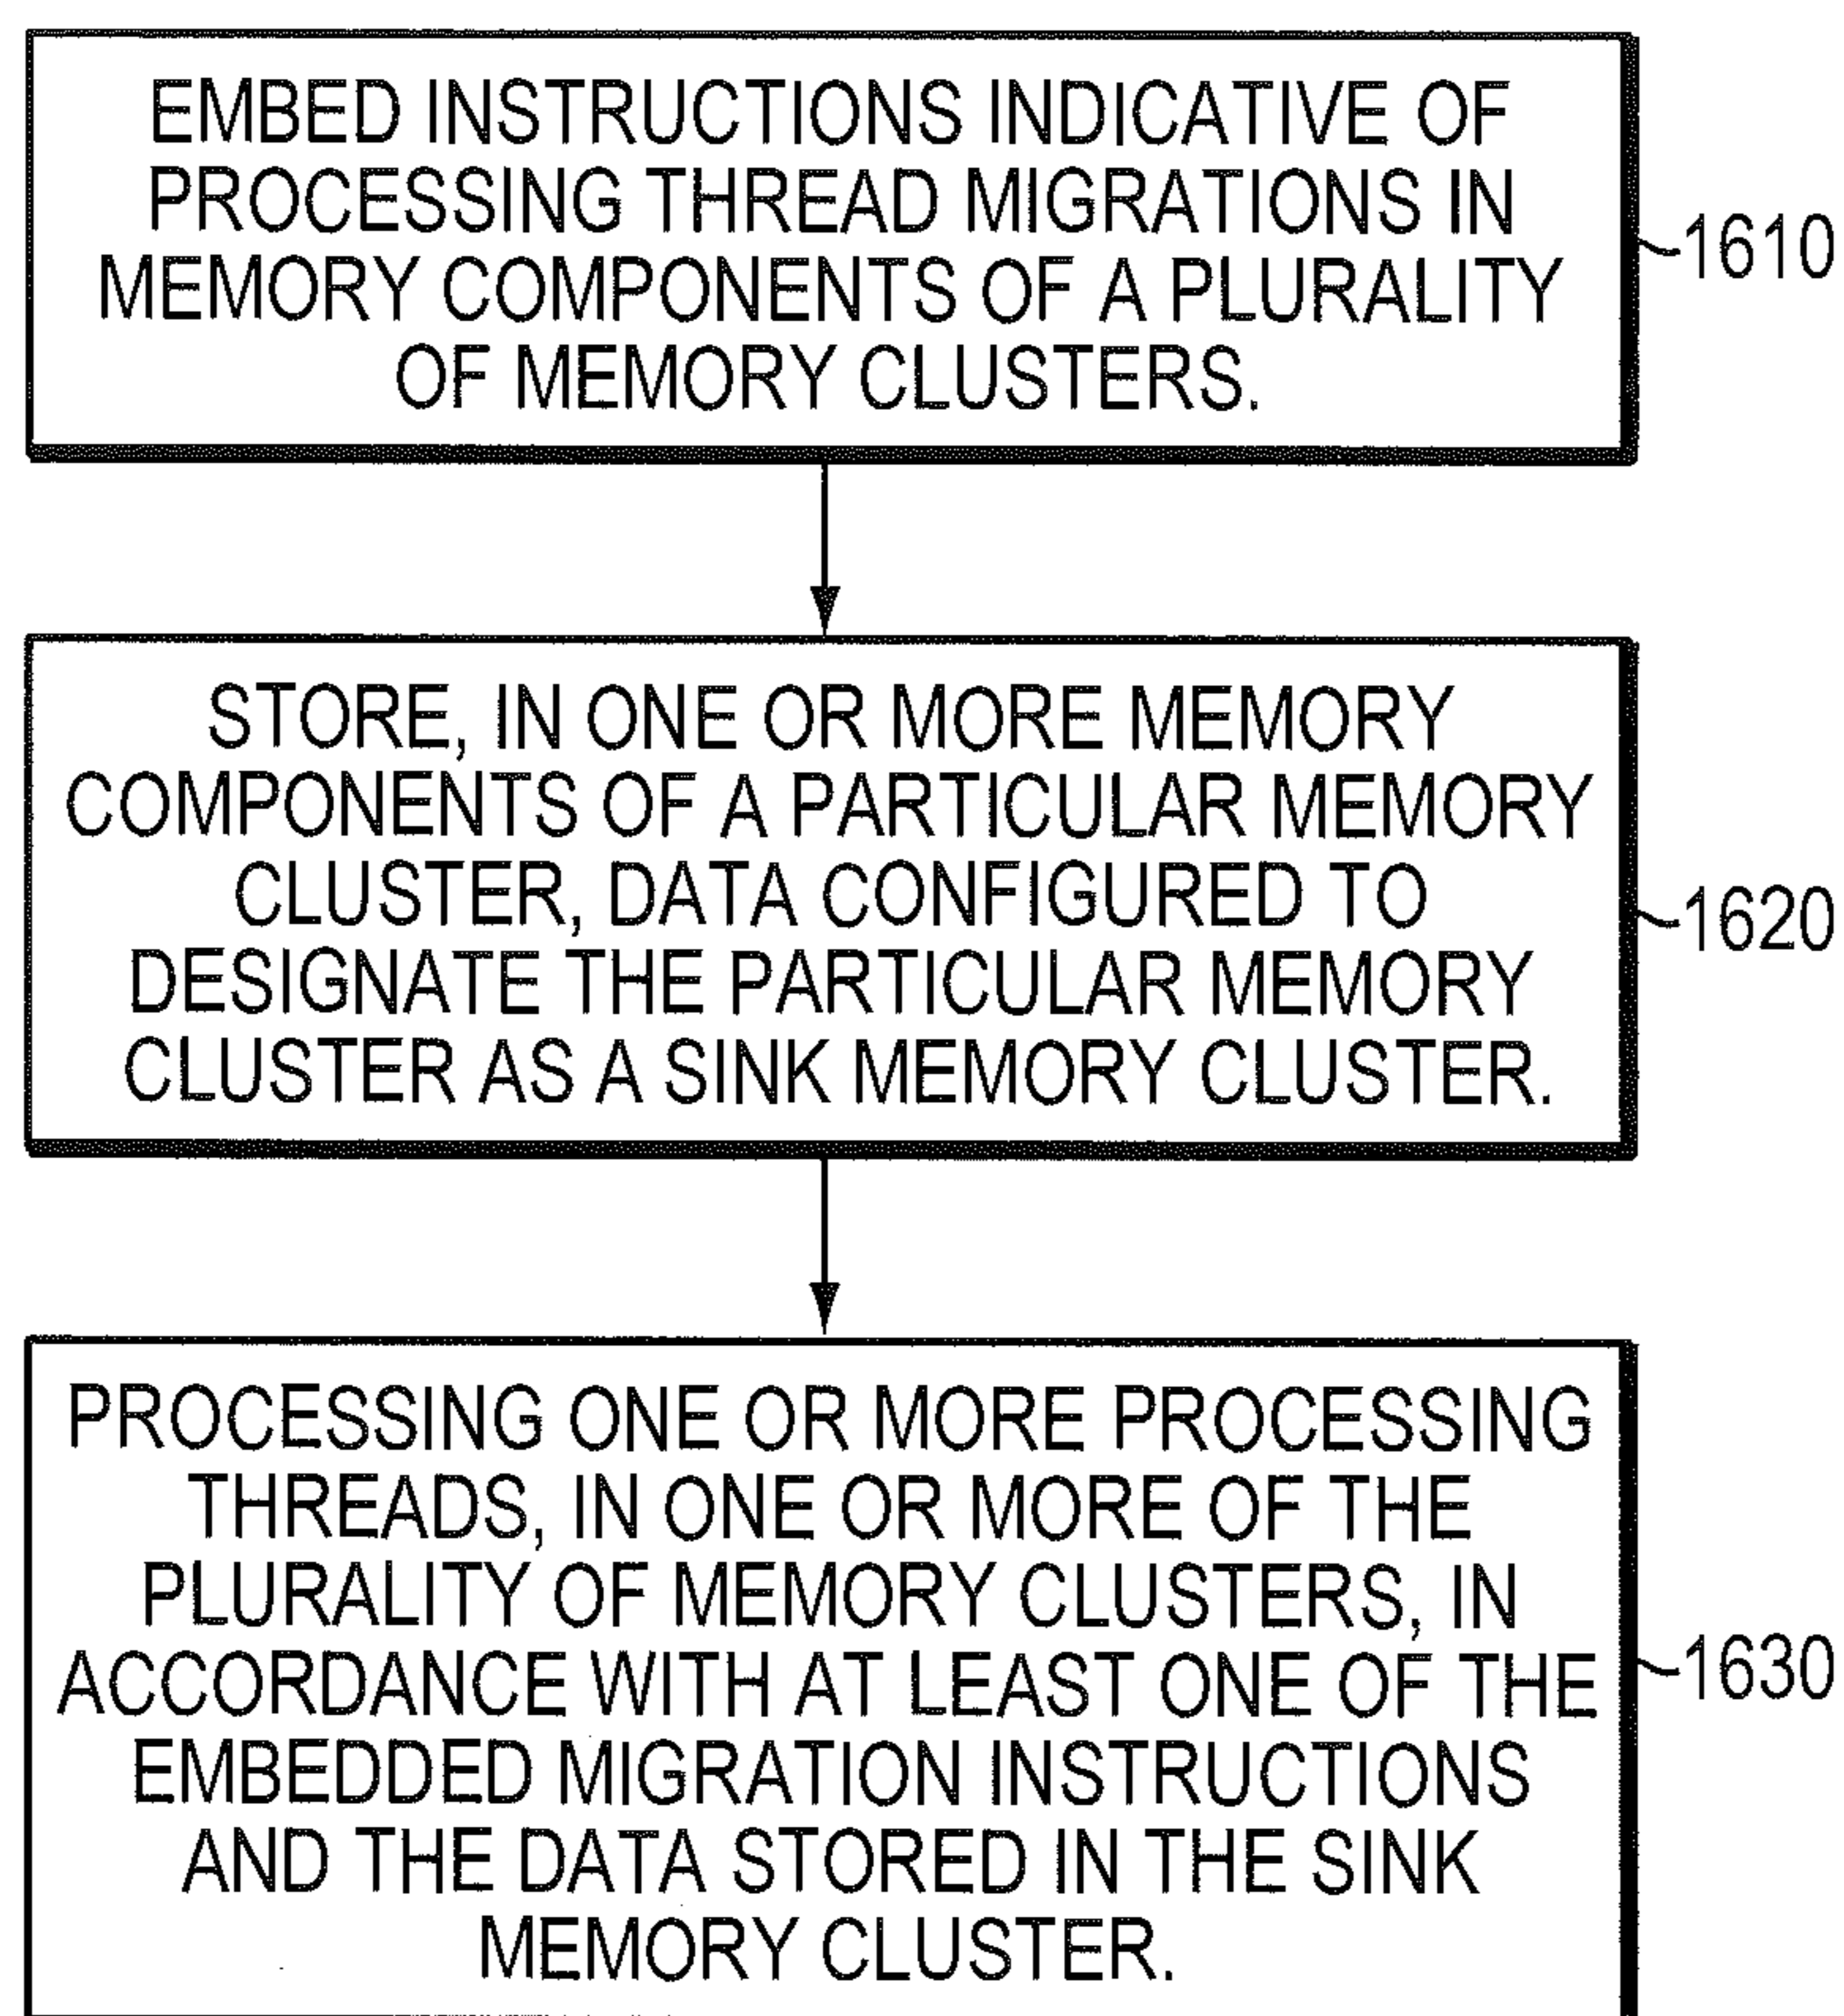 EMBED INSTRUCTIONS INDICATIVE OF
PROCESSING THREAD MIGRATIONS IN
MEMORY COMPONENTS OF A PLURALITY
OF MEMORY CLUSTERS.
1610
STORE, IN ONE OR MORE MEMORY
COMPONENTS OF A PARTICULAR MEMORY
CLUSTER, DATA CONFIGURED TO
DESIGNATE THE PARTICULAR MEMORY
CLUSTER AS A SINK MEMORY CLUSTER.
1620
PROCESSING ONE OR MORE PROCESSING
THREADS, IN ONE OR MORE OF THE
PLURALITY OF MEMORY CLUSTERS, IN
ACCORDANCE WITH AT LEAST ONE OF THE
EMBEDDED MIGRATION INSTRUCTIONS
AND THE DATA STORED IN THE SINK
MEMORY CLUSTER.
1630